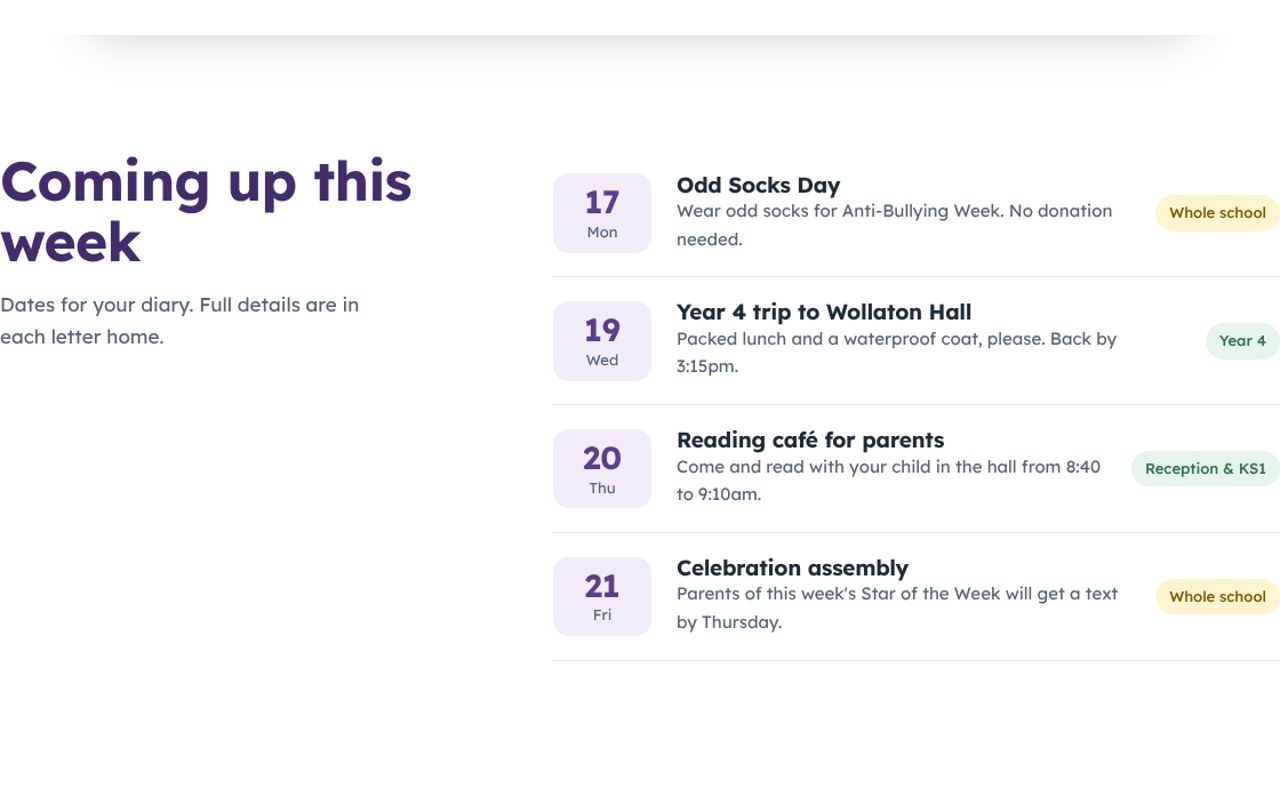 Coming up this
week
Dates for your diary. Full details are in
each letter home.
17
Mon
Odd Socks Day
Wear odd socks for Anti-Bullying Week. No donation
needed.
Whole school
19
Wed
Year 4 trip to Wollaton Hall
Packed lunch and a waterproof coat, please. Back by
3:15pm.
Year 4
20
Thu
Reading café for parents
Come and read with your child in the hall from 8:40
to 9:10am.
Reception & KS1
21
Fri
Celebration assembly
Parents of this week's Star of the Week will get a text
by Thursday.
Whole school